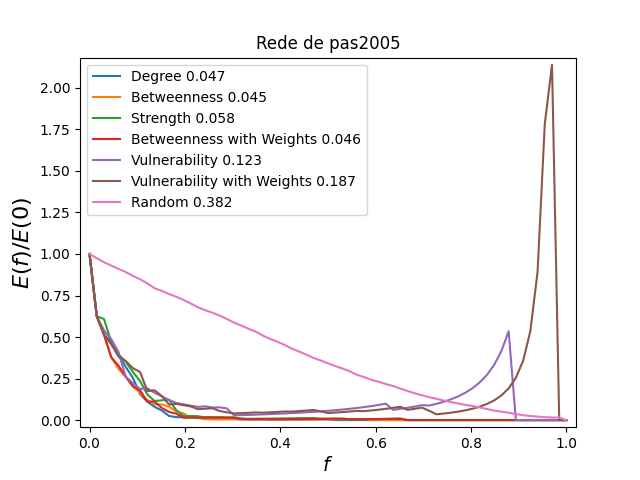 Rede de pas2005
Degree 0.047
Betweenness 0.045
Strength 0.058
Betweenness with Weights 0.046
Vulnerability 0.123
Vulnerability with Weights 0.187
Random 0.382
E(f)/E(0)
2.00
1.75
1.50
1.25
1.00
0.75
0.50
0.25
0.00
0.0 0.2 0.4 0.6 0.8 1.0
f